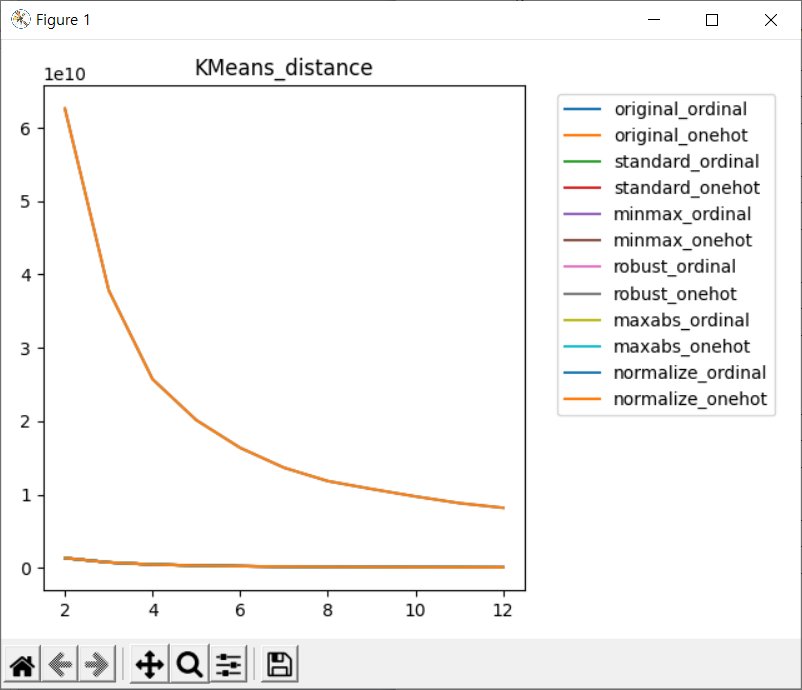 Figure 1
KMeans_distance
1e10
6
5
4
3
2
1
0
2 4 6 8 10 12
original_ordinal
original_onehot
standard_ordinal
standard_onehot
minmax_ordinal
minmax_onehot
robust_ordinal
robust_onehot
maxabs_ordinal
maxabs_onehot
normalize_ordinal
normalize_onehot